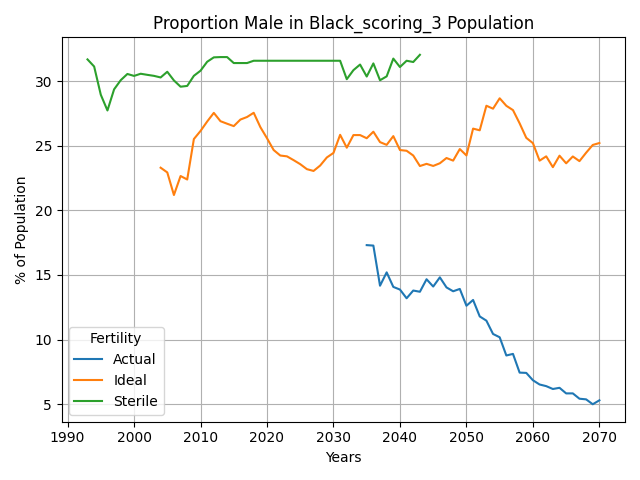 Proportion Male in Black_scoring_3 Population
% of Population
30
25
20
15
10
5
Fertility
Actual
Ideal
Sterile
1990 2000 2010 2020 2030 2040 2050 2060 2070
Years